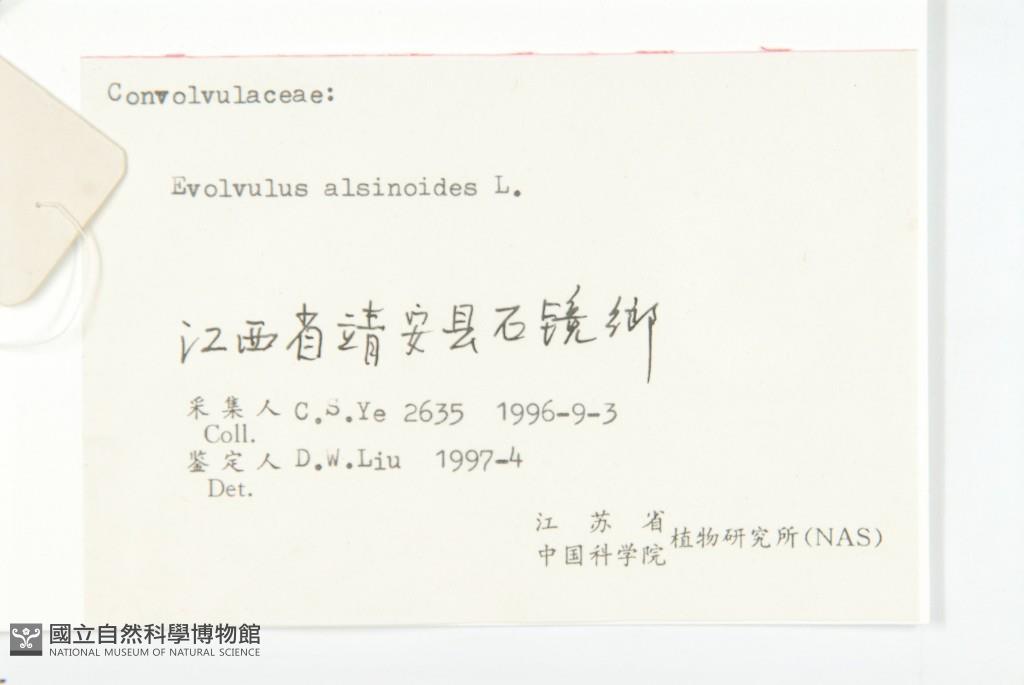 Convolvulaceae:
Evolvulus alsinoides L.
江西省靖安县石镜鄉
采集人 C.S.Ye 2635 1996-9-3
Coll.
鉴定人 D.W.Liu 1997-4
Det.
江苏省
中国科学院 植物研究所(NAS)
國立自然科學博物館
NATIONAL MUSEUM OF NATURAL SCIENCE